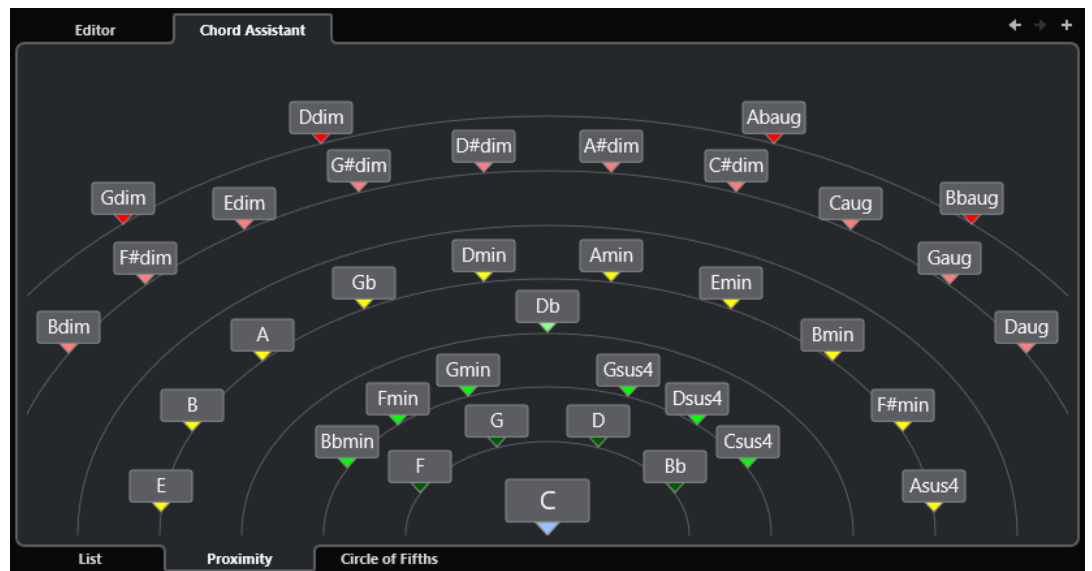 Editor
Chord Assistant
Ddim
Abaug
D#dim
A#dim
G#dim
C#dim
Gdim
Edim
Caug
Bbaug
F#dim
Dmin
Amin
Gaug
Gb
Emin
Bdim
A
Db
Bmin
Daug
Gmin
Gsus4
B
Fmin
Dsus4
F#min
G
D
Bbmin
Csus4
F
Bb
E
C
Asus4
List
Proximity
Circle of Fifths